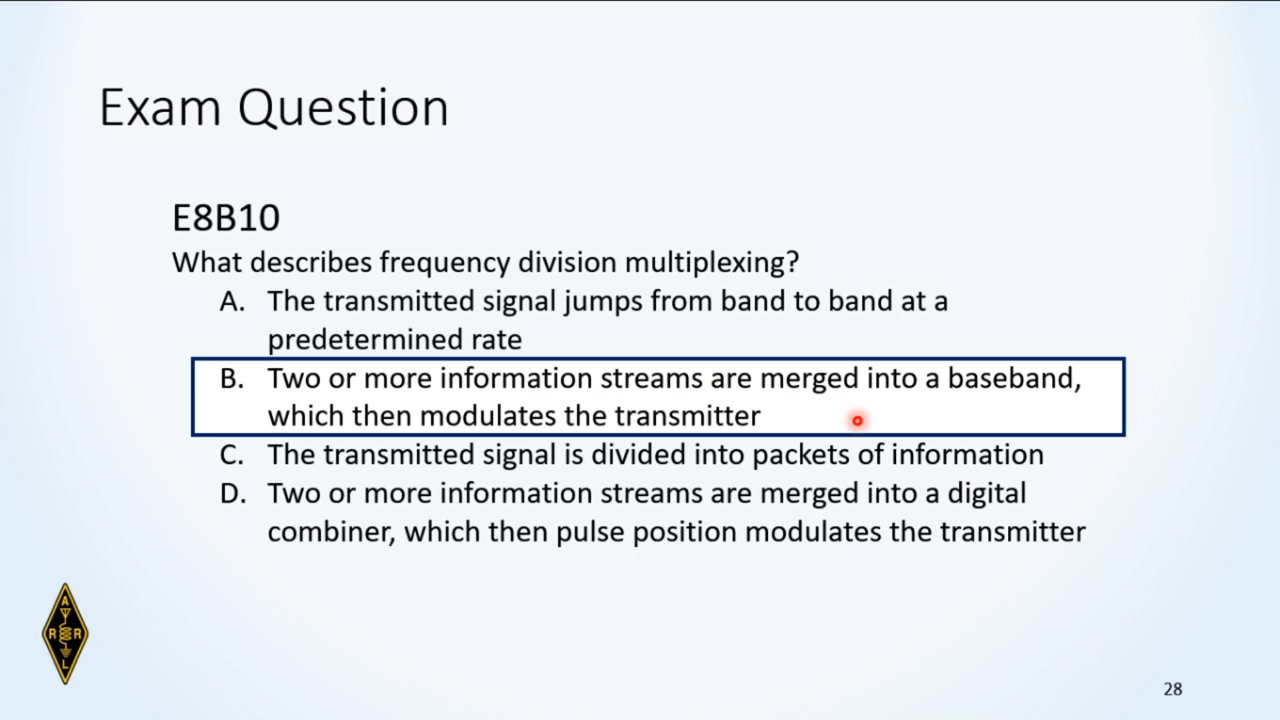 Exam Question
E8B10
What describes frequency division multiplexing?
A. The transmitted signal jumps from band to band at a
predetermined rate
B. Two or more information streams are merged into a baseband,
which then modulates the transmitter
C. The transmitted signal is divided into packets of information
D. Two or more information streams are merged into a digital
combiner, which then pulse position modulates the transmitter
A
R R
L
28